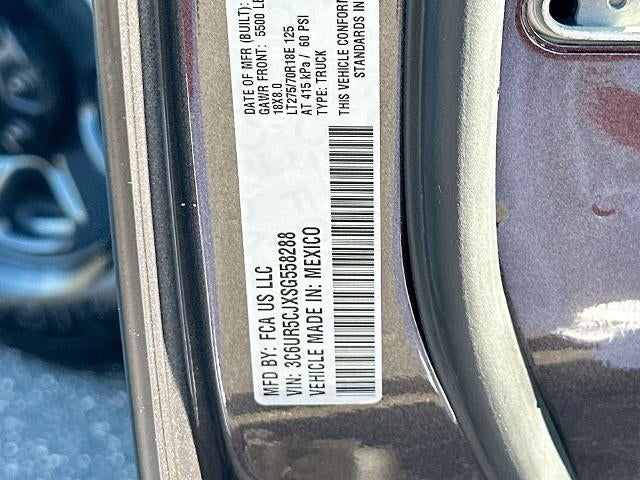 MFD BY: FCA US LLC
VIN: 3C6UR5CJXSG558288
VEHICLE MADE IN: MEXICO
DATE OF MFR (BUILT):
GAWR FRONT: 5500 LB
18X8.0
LT275/70R18E 125
AT 415 kPa / 60 PSI
TYPE: TRUCK
THIS VEHICLE CONFORM
STANDARDS IN